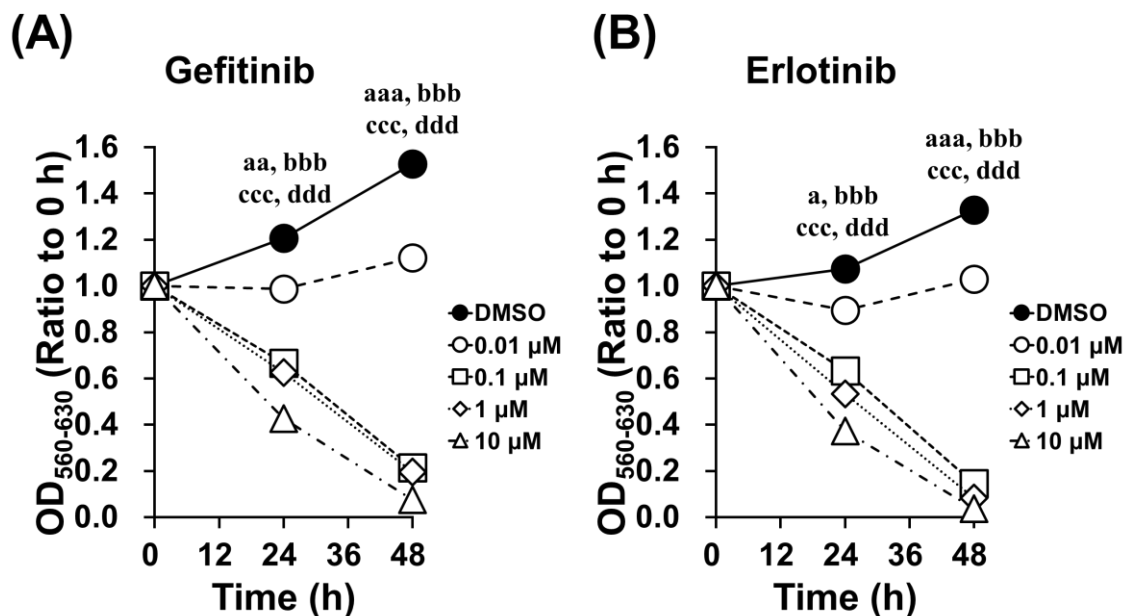 (A)
Gefitinib
aaa, bbb
ccc, ddd
aa, bbb
ccc, ddd
OD560-630 (Ratio to 0 h)
1.6
1.4
1.2
1.0
0.8
0.6
0.4
0.2
0.0
0 12 24 36 48
Time (h)
DMSO
0.01 µM
0.1 µM
1 µM
10 µM
(B)
Erlotinib
aaa, bbb
ccc, ddd
a, bbb
ccc, ddd
OD560-630 (Ratio to 0 h)
1.6
1.4
1.2
1.0
0.8
0.6
0.4
0.2
0.0
0 12 24 36 48
Time (h)
DMSO
0.01 µM
0.1 µM
1 µM
10 µM